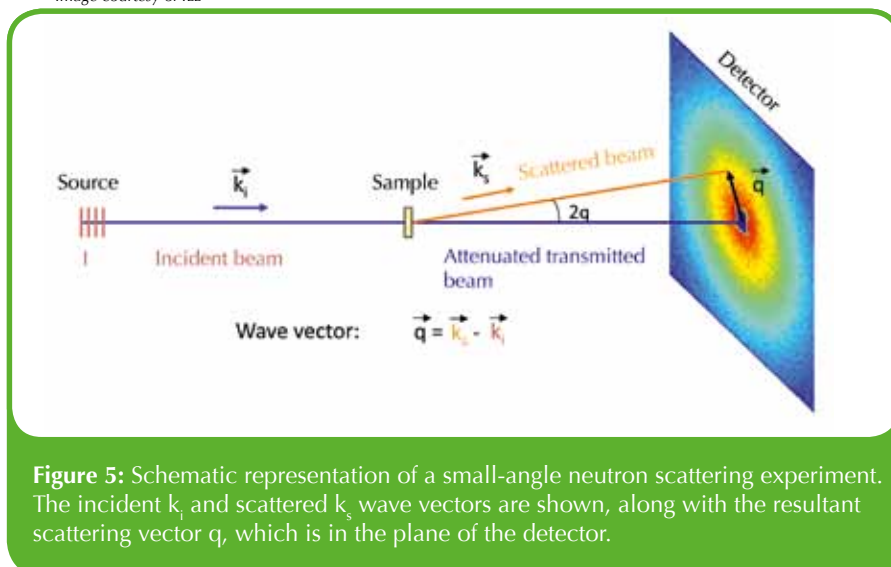 Detector
k⃗s Scattered beam
Source k⃗i Sample q⃗
2q
I Incident beam Attenuated transmitted
beam
Wave vector: q⃗ = k⃗s - k⃗i
Figure 5: Schematic representation of a small-angle neutron scattering experiment.
The incident ki and scattered ks wave vectors are shown, along with the resultant
scattering vector q, which is in the plane of the detector.